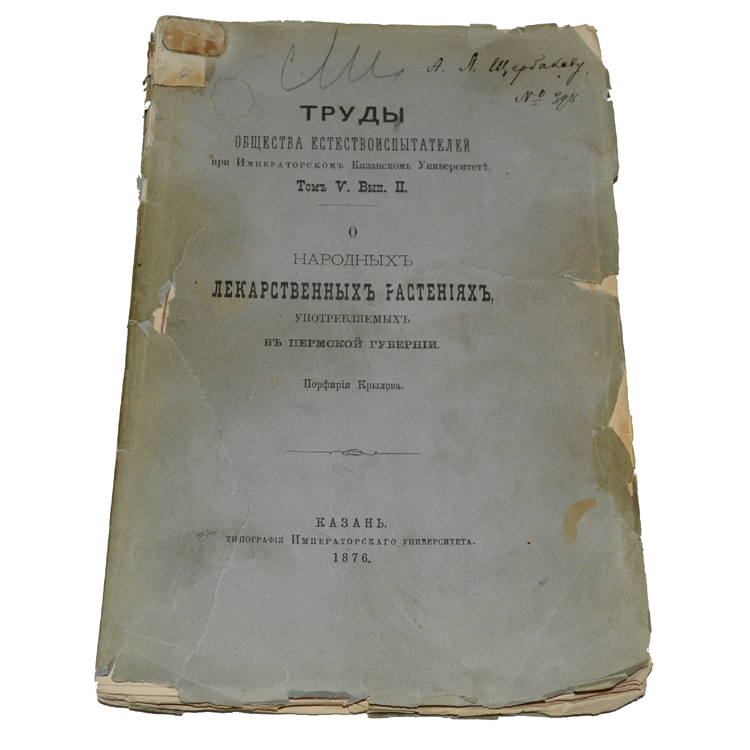 А. Я. Щербакову.
№ 398.
ТРУДЫ
ОБЩЕСТВА ЕСТЕСТВОИСПЫТАТЕЛЕЙ
при Императорскомъ Казанскомъ Университетѣ.
Томъ V. Вып. II.
О
НАРОДНЫХЪ
ЛЕКАРСТВЕННЫХЪ РАСТЕНІЯХЪ,
УПОТРЕБЛЯЕМЫХЪ
ВЪ ПЕРМСКОЙ ГУБЕРНІИ.
Порфирія Крылова.
КАЗАНЬ.
ТИПОГРАФІЯ ИМПЕРАТОРСКАГО УНИВЕРСИТЕТА.
1876.